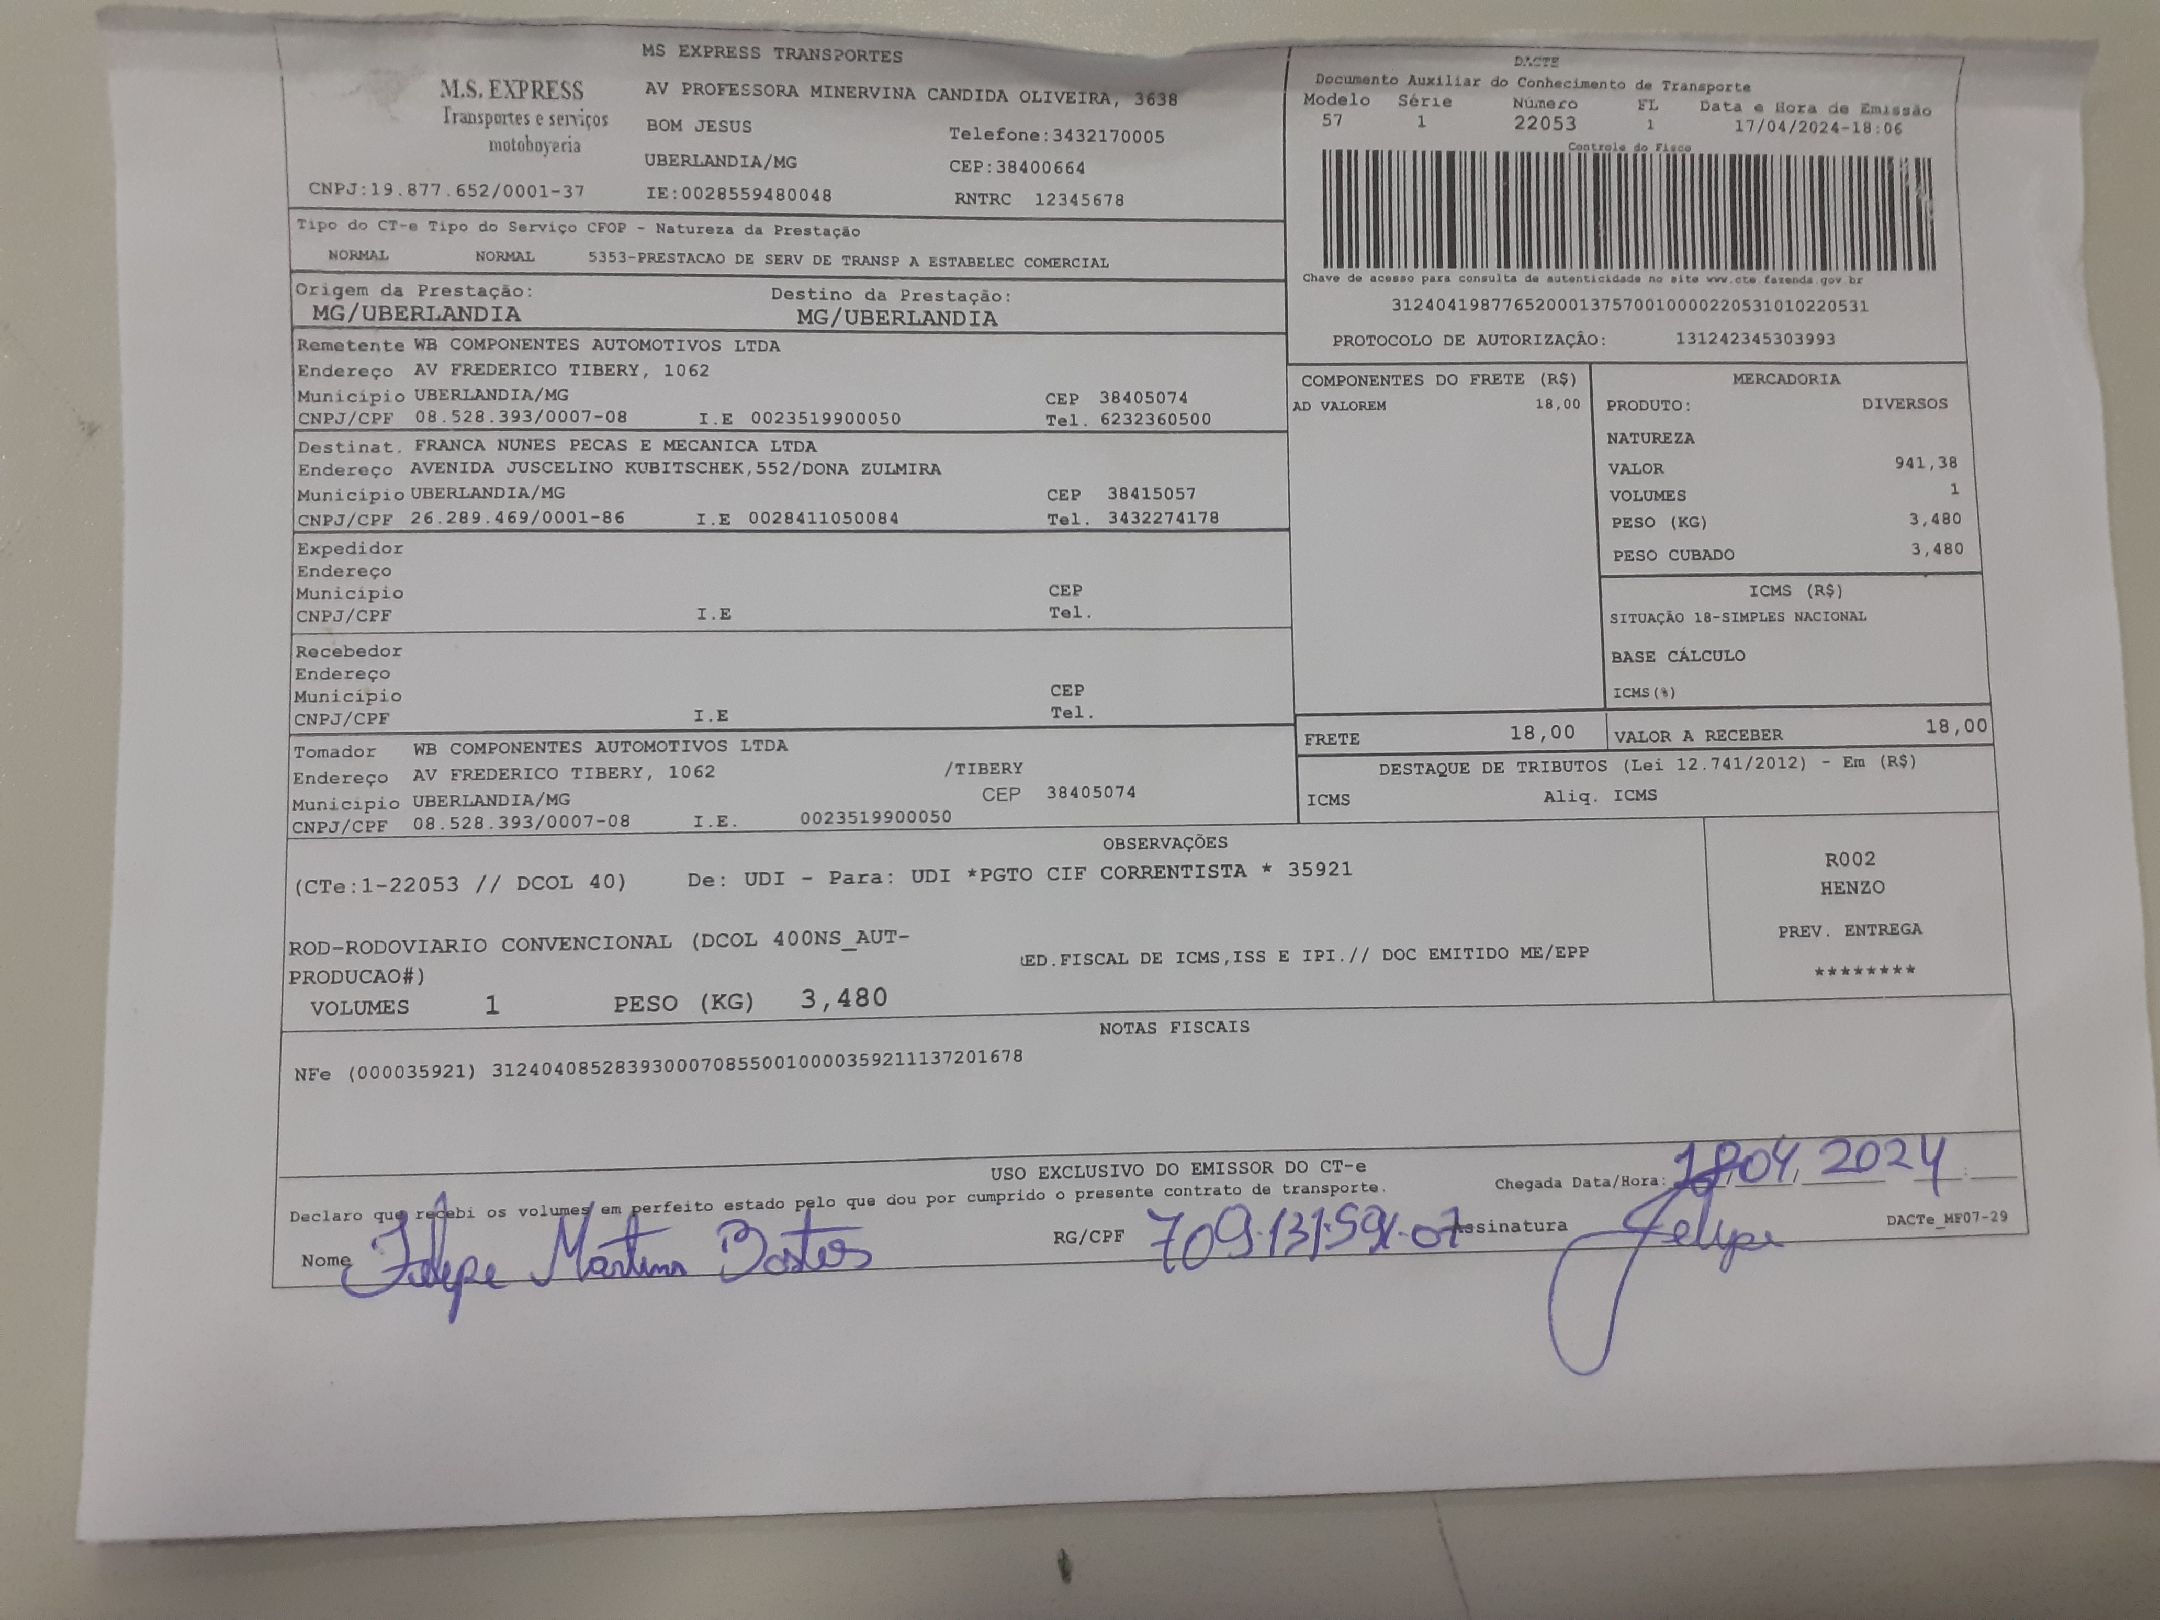 MS EXPRESS TRANSPORTES
M.S. EXPRESS
Transportes e serviços
motoboyeria
AV PROFESSORA MINERVINA CANDIDA OLIVEIRA, 3638
BOM JESUS Telefone:3432170005
UBERLANDIA/MG CEP:38400664
CNPJ:19.877.652/0001-37 IE:0028559480048 RNTRC 12345678
DACTE
Documento Auxiliar do Conhecimento de Transporte
Modelo Série Número FL Data e Hora de Emissão
57 1 22053 1 17/04/2024-18:06
Controle do Fisco
Chave de acesso para consulta de autenticidade no site www.cte.fazenda.gov.br
31240419877652000137570010000220531010220531
PROTOCOLO DE AUTORIZAÇÂO: 131242345303993
Tipo do CT-e Tipo do Serviço CFOP - Natureza da Prestação
NORMAL NORMAL 5353-PRESTACAO DE SERV DE TRANSP A ESTABELEC COMERCIAL
Origem da Prestação: Destino da Prestação:
MG/UBERLANDIA MG/UBERLANDIA
Remetente WB COMPONENTES AUTOMOTIVOS LTDA
Endereço AV FREDERICO TIBERY, 1062
Município UBERLANDIA/MG CEP 38405074
CNPJ/CPF 08.528.393/0007-08 I.E 0023519900050 Tel. 6232360500
Destinat. FRANCA NUNES PECAS E MECANICA LTDA
Endereço AVENIDA JUSCELINO KUBITSCHEK,552/DONA ZULMIRA
Município UBERLANDIA/MG CEP 38415057
CNPJ/CPF 26.289.469/0001-86 I.E 0028411050084 Tel. 3432274178
Expedidor
Endereço
Município CEP
CNPJ/CPF I.E Tel.
Recebedor
Endereço
Município CEP
CNPJ/CPF I.E Tel.
Tomador WB COMPONENTES AUTOMOTIVOS LTDA
Endereço AV FREDERICO TIBERY, 1062 /TIBERY
Município UBERLANDIA/MG CEP 38405074
CNPJ/CPF 08.528.393/0007-08 I.E. 0023519900050
COMPONENTES DO FRETE (R$)
AD VALOREM 18,00
MERCADORIA
PRODUTO: DIVERSOS
NATUREZA
VALOR 941,38
VOLUMES 1
PESO (KG) 3,480
PESO CUBADO 3,480
ICMS (R$)
SITUAÇÃO 18-SIMPLES NACIONAL
BASE CÁLCULO
ICMS(%)
FRETE 18,00 VALOR A RECEBER 18,00
DESTAQUE DE TRIBUTOS (Lei 12.741/2012) - Em (R$)
ICMS Aliq. ICMS
OBSERVAÇÕES
(CTe:1-22053 // DCOL 40) De: UDI - Para: UDI *PGTO CIF CORRENTISTA * 35921
ROD-RODOVIARIO CONVENCIONAL (DCOL 400NS_AUT-
PRODUCAO#)
ED.FISCAL DE ICMS,ISS E IPI.// DOC EMITIDO ME/EPP
VOLUMES 1 PESO (KG) 3,480
R002
HENZO
PREV. ENTREGA
********
NOTAS FISCAIS
NFe (000035921) 31240408528393000708550010000359211137201678
USO EXCLUSIVO DO EMISSOR DO CT-e
Declaro que recebi os volumes em perfeito estado pelo que dou por cumprido o presente contrato de transporte.
Chegada Data/Hora: 18,04, 2024
Nome Felipe Martins Bastos RG/CPF 709.131.591-07 Assinatura Felipe
DACTe_MF07-29